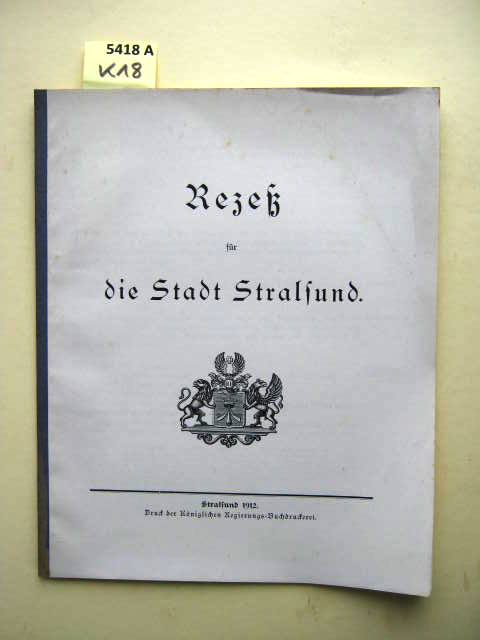 5418 A
K18
Rezeß
für
die Stadt Stralſund.
Stralſund 1912.
Druck der Königlichen Regierungs-Buchdruckerei.